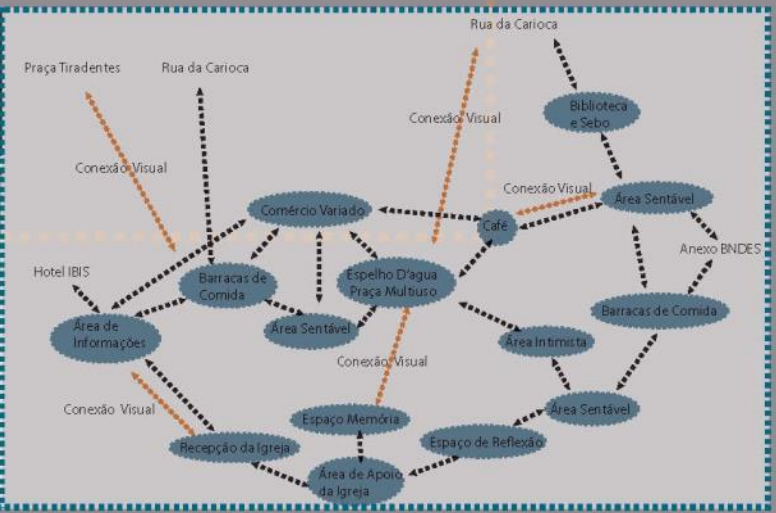 Rua da Carioca
Praça Tiradentes
Rua da Carioca
Biblioteca
e Sebo
Conexão Visual
Conexão Visual
Conexão Visual
Área Sentável
Comércio Variado
Café
Anexo BNDES
Hotel IBIS
Barracas de
Comida
Espelho D'agua
Praça Multiuso
Barracas de Comida
Área de
Informações
Área Sentável
Área Intimista
Conexão Visual
Conexão Visual
Área Sentável
Espaço Memória
Recepção da Igreja
Espaço de Reflexão
Área de Apoio
da Igreja